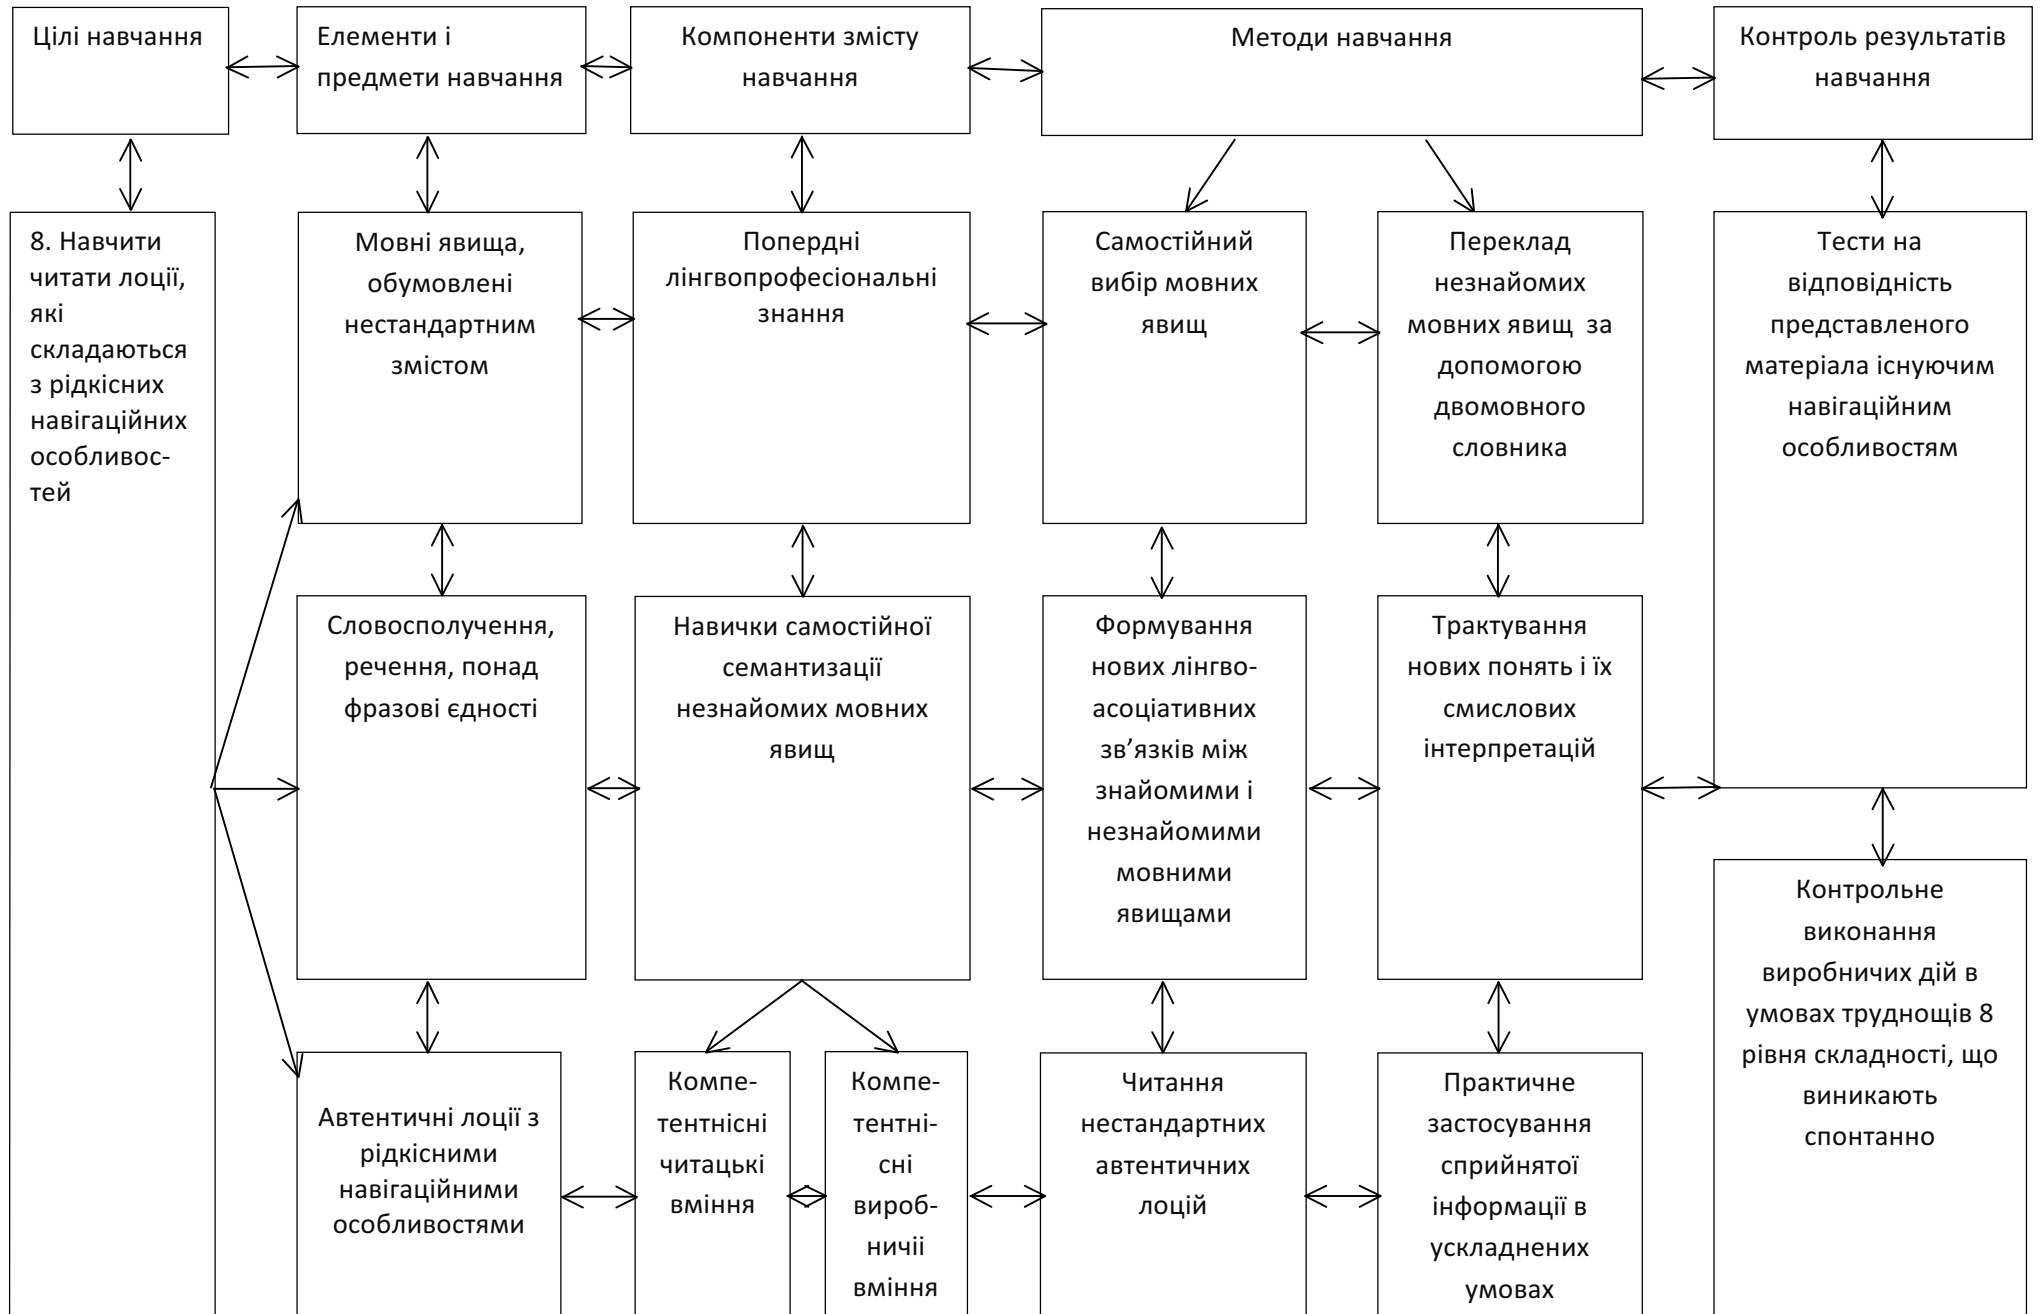 Цілі навчання
Елементи і
предмети навчання
Компоненти змісту
навчання
Методи навчання
Контроль результатів
навчання
8. Навчити
читати лоції,
які
складаються
з рідкісних
навігаційних
особливос-
тей
Мовні явища,
обумовлені
нестандартним
змістом
Попердні
лінгвопрофесіональні
знання
Самостійний
вибір мовних
явищ
Переклад
незнайомих
мовних явищ за
допомогою
двомовного
словника
Тести на
відповідність
представленого
матеріала існуючим
навігаційним
особливостям
Словосполучення,
речення, понад
фразові єдності
Навички самостійної
семантизації
незнайомих мовних
явищ
Формування
нових лінгво-
асоціативних
зв’язків між
знайомими і
незнайомими
мовними
явищами
Трактування
нових понять і їх
смислових
інтерпретацій
Контрольне
виконання
виробничих дій в
умовах труднощів 8
рівня складності, що
виникають
спонтанно
Автентичні лоції з
рідкісними
навігаційними
особливостями
Компе-
тентнісні
читацькі
вміння
Компе-
тентні-
сні
вироб-
ничіі
вміння
Читання
нестандартних
автентичних
лоцій
Практичне
застосування
сприйнятої
інформації в
ускладнених
умовах